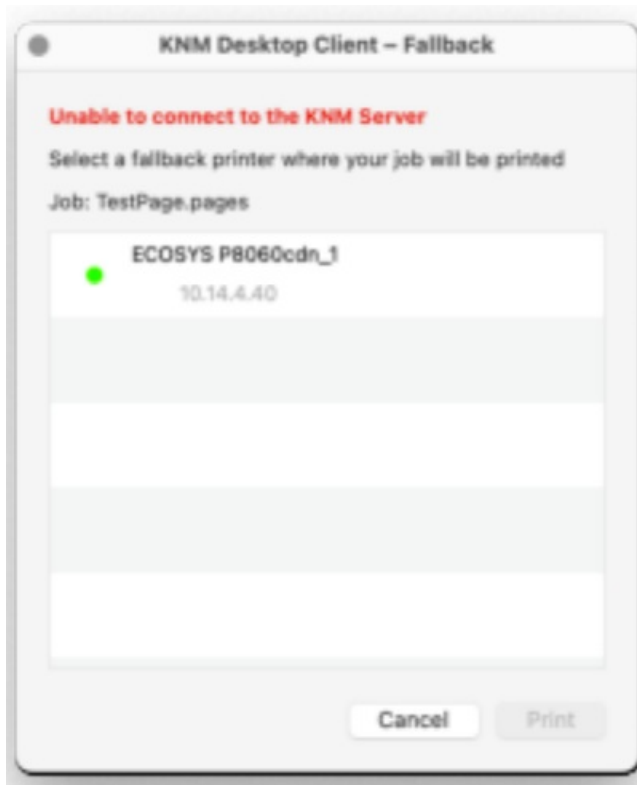 KNM Desktop Client – Fallback
Unable to connect to the KNM Server
Select a fallback printer where your job will be printed
Job: TestPage.pages
ECOSYS P8060cdn_1
10.14.4.40
Cancel Print